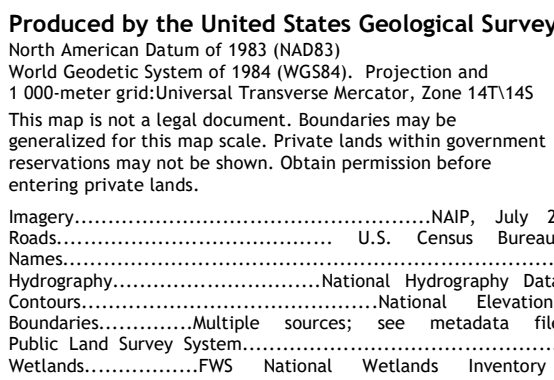 Produced by the United States Geological Survey
North American Datum of 1983 (NAD83)
World Geodetic System of 1984 (WGS84).  Projection and
1 000-meter grid:Universal Transverse Mercator, Zone 14T\14S
This map is not a legal document. Boundaries may be
generalized for this map scale. Private lands within government
reservations may not be shown. Obtain permission before
entering private lands.
Imagery....................................................NAIP, July 2
Roads......................................... U.S. Census Bureau
Names........................................................................
Hydrography..............................National Hydrography Data
Contours...........................................National Elevation
Boundaries..............Multiple sources; see metadata file
Public Land Survey System..............................................
Wetlands.................FWS National Wetlands Inventory